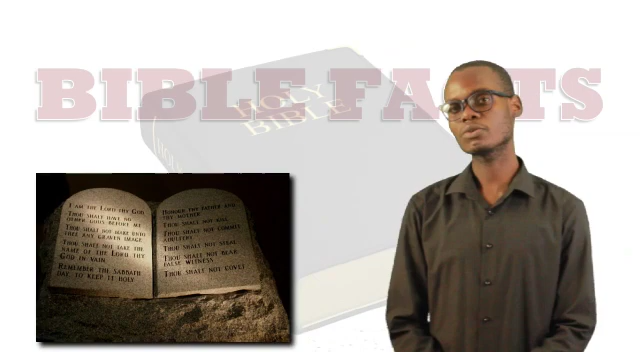 BIBLE FACTS
HOLY
BIBLE
I AM THE LORD THY GOD
THOU SHALT HAVE NO
OTHER GODS BEFORE ME
THOU SHALT NOT MAKE UNTO
THEE ANY GRAVEN IMAGE
THOU SHALT NOT TAKE THE
NAME OF THE LORD THY
GOD IN VAIN
REMEMBER THE SABBATH
DAY, TO KEEP IT HOLY
HONOUR THY FATHER AND
THY MOTHER
THOU SHALT NOT KILL
THOU SHALT NOT COMMIT
ADULTERY
THOU SHALT NOT STEAL
THOU SHALT NOT BEAR
FALSE WITNESS
THOU SHALT NOT COVET